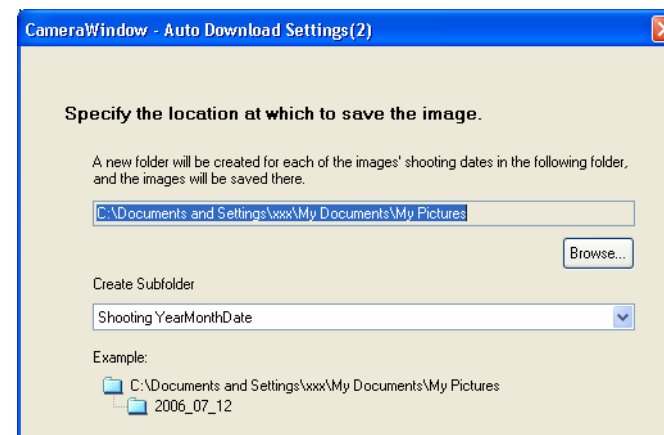 CameraWindow - Auto Download Settings(2)
Specify the location at which to save the image.
A new folder will be created for each of the images' shooting dates in the following folder,
and the images will be saved there.
C:\Documents and Settings\xxx\My Documents\My Pictures
Browse...
Create Subfolder
Shooting YearMonthDate
Example:
C:\Documents and Settings\xxx\My Documents\My Pictures
2006_07_12